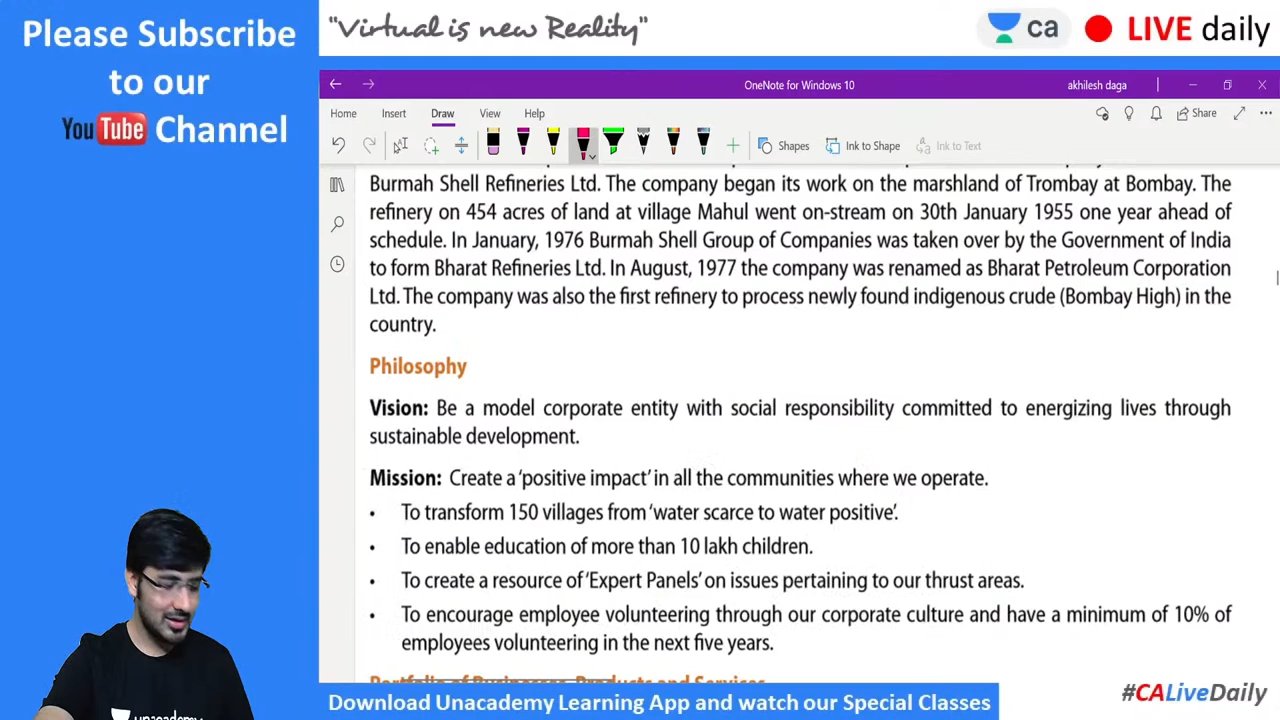 Please Subscribe
to our
YouTube Channel
"Virtual is new Reality"
ca LIVE daily
OneNote for Windows 10
akhilesh daga
Home Insert Draw View Help
Share
Shapes Ink to Shape Ink to Text
Burmah Shell Refineries Ltd. The company began its work on the marshland of Trombay at Bombay. The
refinery on 454 acres of land at village Mahul went on-stream on 30th January 1955 one year ahead of
schedule. In January, 1976 Burmah Shell Group of Companies was taken over by the Government of India
to form Bharat Refineries Ltd. In August, 1977 the company was renamed as Bharat Petroleum Corporation
Ltd. The company was also the first refinery to process newly found indigenous crude (Bombay High) in the
country.
Philosophy
Vision: Be a model corporate entity with social responsibility committed to energizing lives through
sustainable development.
Mission: Create a 'positive impact' in all the communities where we operate.
• To transform 150 villages from 'water scarce to water positive'.
• To enable education of more than 10 lakh children.
• To create a resource of 'Expert Panels' on issues pertaining to our thrust areas.
• To encourage employee volunteering through our corporate culture and have a minimum of 10% of
employees volunteering in the next five years.
Portfolio of Businesses, Products and Services
unacademy
Download Unacademy Learning App and watch our Special Classes
#CALiveDaily